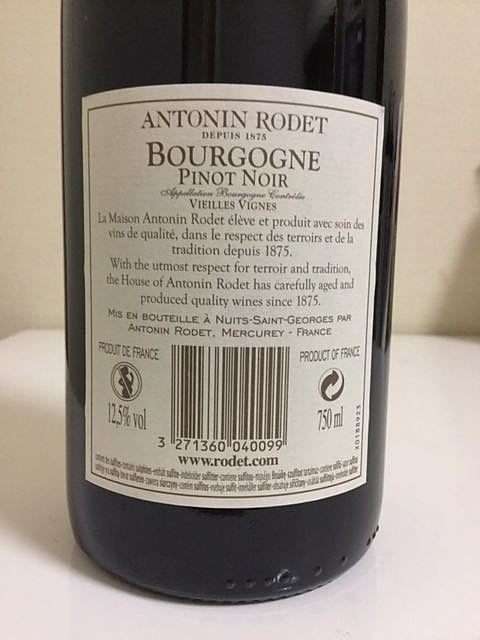 ANTONIN RODET
DEPUIS 1875
BOURGOGNE
PINOT NOIR
Appellation Bourgogne Contrôlée
VIEILLES VIGNES
La Maison Antonin Rodet élève et produit avec soin des
vins de qualité, dans le respect des terroirs et de la
tradition depuis 1875.
With the utmost respect for terroir and tradition,
the House of Antonin Rodet has carefully aged and
produced quality wines since 1875.
MIS EN BOUTEILLE À NUITS-SAINT-GEORGES PAR
ANTONIN RODET, MERCUREY - FRANCE
PRODUIT DE FRANCE
PRODUCT OF FRANCE
12,5% vol
750 ml
X0188923
3 271360 040099
www.rodet.com